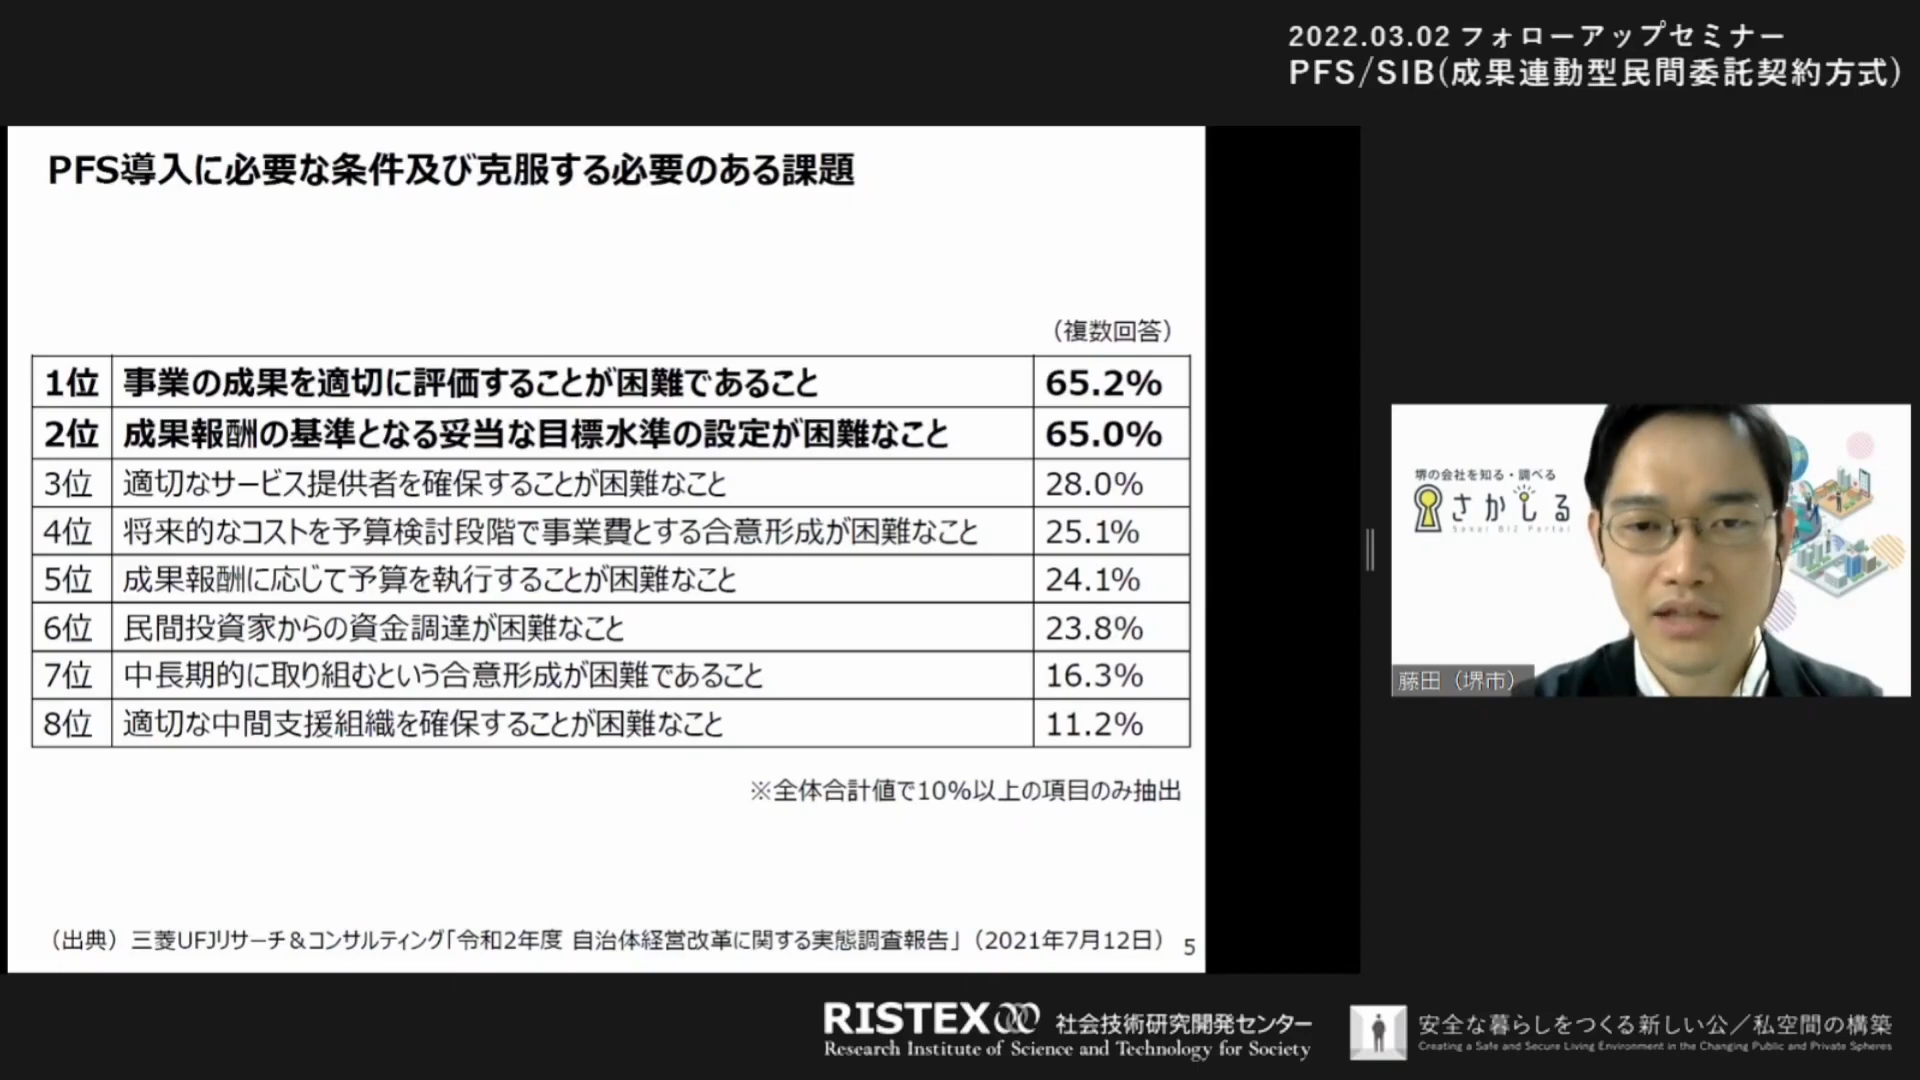 2022.03.02 フォローアップセミナー
PFS/SIB(成果連動型民間委託契約方式)
PFS導入に必要な条件及び克服する必要のある課題
（複数回答）
1位 事業の成果を適切に評価することが困難であること 65.2%
2位 成果報酬の基準となる妥当な目標水準の設定が困難なこと 65.0%
3位 適切なサービス提供者を確保することが困難なこと 28.0%
4位 将来的なコストを予算検討段階で事業費とする合意形成が困難なこと 25.1%
5位 成果報酬に応じて予算を執行することが困難なこと 24.1%
6位 民間投資家からの資金調達が困難なこと 23.8%
7位 中長期的に取り組むという合意形成が困難であること 16.3%
8位 適切な中間支援組織を確保することが困難なこと 11.2%
※全体合計値で10%以上の項目のみ抽出
（出典）三菱UFJリサーチ＆コンサルティング「令和2年度 自治体経営改革に関する実態調査報告」（2021年7月12日）
5
堺の会社を知る・調べる
さかしる
Sakai Biz Portal
藤田（堺市）
RISTEX 社会技術研究開発センター
Research Institute of Science and Technology for Society
安全な暮らしをつくる新しい公／私空間の構築
Creating a Safe and Secure Living Environment in the Changing Public and Private Spheres